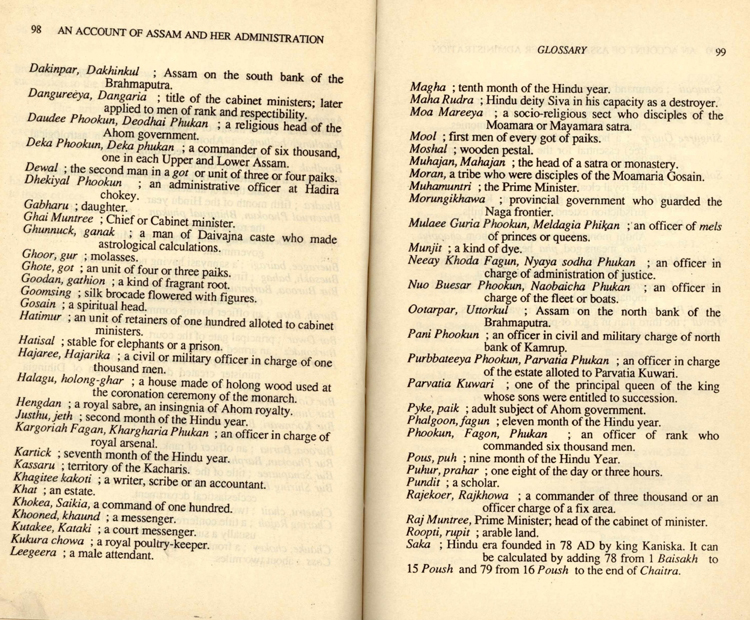 98 AN ACCOUNT OF ASSAM AND HER ADMINISTRATION
Dakinpar, Dakhinkul ; Assam on the south bank of the
Brahmaputra.
Dangureeya, Dangaria ; title of the cabinet ministers; later
applied to men of rank and respectibility.
Daudee Phookun, Deodhai Phukan ; a religious head of the
Ahom government.
Deka Phookun, Deka phukan ; a commander of six thousand,
one in each Upper and Lower Assam.
Dewal ; the second man in a got or unit of three or four paiks.
Dhekiyal Phookun ; an administrative officer at Hadira
chokey.
Gabharu ; daughter.
Ghai Muntree ; Chief or Cabinet minister.
Ghunnuck, ganak ; a man of Daivajna caste who made
astrological calculations.
Ghoor, gur ; molasses.
Ghote, got ; an unit of four or three paiks.
Goodan, gathion ; a kind of fragrant root.
Goomsing ; silk brocade flowered with figures.
Gosain ; a spiritual head.
Hatimur ; an unit of retainers of one hundred alloted to cabinet
ministers.
Hatisal ; stable for elephants or a prison.
Hajaree, Hajarika ; a civil or military officer in charge of one
thousand men.
Halagu, holong-ghar ; a house made of holong wood used at
the coronation ceremony of the monarch.
Hengdan ; a royal sabre, an insingnia of Ahom royalty.
Justhu, jeth ; second month of the Hindu year.
Kargoriah Fagan, Khargharia Phukan ; an officer in charge of
royal arsenal.
Kartick ; seventh month of the Hindu year.
Kassaru ; territory of the Kacharis.
Khagitee kakoti ; a writer, scribe or an accountant.
Khat ; an estate.
Khokea, Saikia, a command of one hundred.
Khooned, khaund ; a messenger.
Kutakee, Kataki ; a court messenger.
Kukura chowa ; a royal poultry-keeper.
Leegeera ; a male attendant.
GLOSSARY 99
Magha ; tenth month of the Hindu year.
Maha Rudra ; Hindu deity Siva in his capacity as a destroyer.
Moa Mareeya ; a socio-religious sect who disciples of the
Moamara or Mayamara satra.
Mool ; first men of every got of paiks.
Moshal ; wooden pestal.
Muhajan, Mahajan ; the head of a satra or monastery.
Moran, a tribe who were disciples of the Moamaria Gosain.
Muhamuntri ; the Prime Minister.
Morungikhowa ; provincial government who guarded the
Naga frontier.
Mulaee Guria Phookun, Meldagia Phikan ; an officer of mels
of princes or queens.
Munjit ; a kind of dye.
Neeay Khoda Fagun, Nyaya sodha Phukan ; an officer in
charge of administration of justice.
Nuo Buesar Phookun, Naobaicha Phukan ; an officer in
charge of the fleet or boats.
Ootarpar, Uttorkul ; Assam on the north bank of the
Brahmaputra.
Pani Phookun ; an officer in civil and military charge of north
bank of Kamrup.
Purbbateeya Phookun, Parvatia Phukan ; an officer in charge
of the estate alloted to Parvatia Kuwari.
Parvatia Kuwari ; one of the principal queen of the king
whose sons were entitled to succession.
Pyke, paik ; adult subject of Ahom government.
Phalgoon, fagun ; eleven month of the Hindu year.
Phookun, Fagon, Phukan ; an officer of rank who
commanded six thousand men.
Pous, puh ; nine month of the Hindu Year.
Puhur, prahar ; one eight of the day or three hours.
Pundit ; a scholar.
Rajekoer, Rajkhowa ; a commander of three thousand or an
officer charge of a fix area.
Raj Muntree, Prime Minister; head of the cabinet of minister.
Roopti, rupit ; arable land.
Saka ; Hindu era founded in 78 AD by king Kaniska. It can
be calculated by adding 78 from 1 Baisakh to
15 Poush and 79 from 16 Poush to the end of Chaitra.